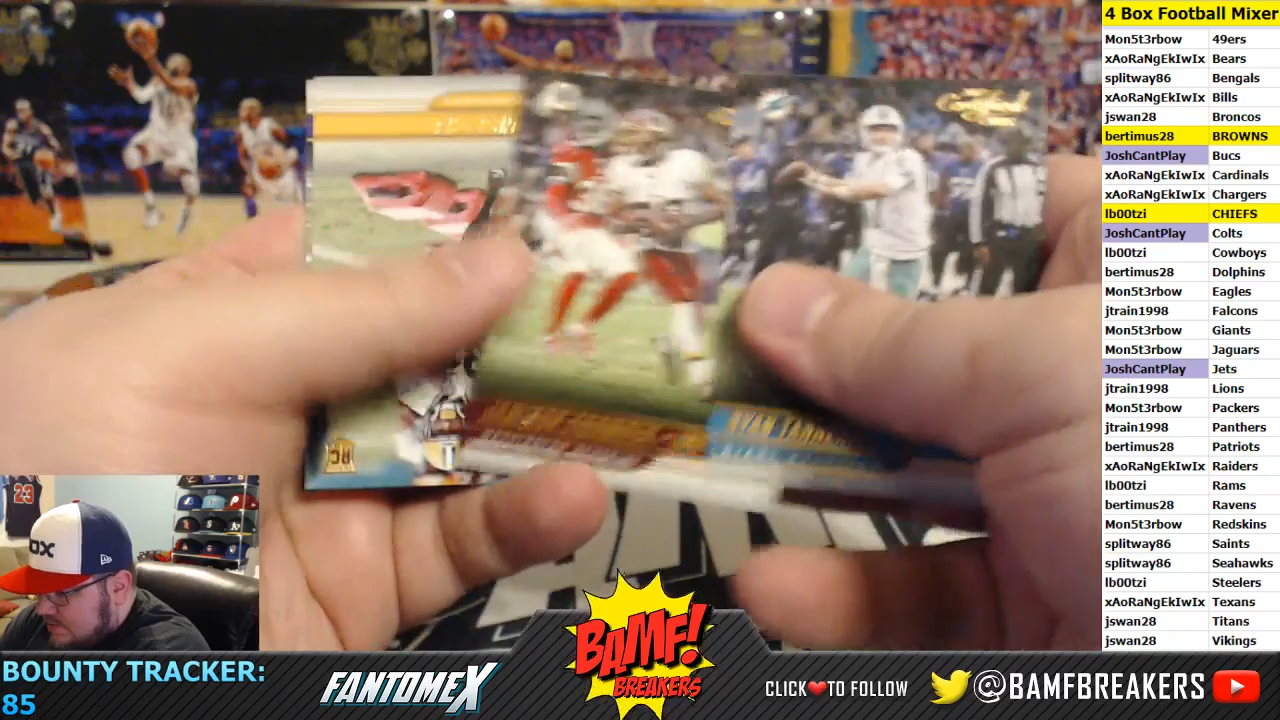 4 Box Football Mixer
Mon5t3rbow 49ers
xAoRaNgEkIwIx Bears
splitway86 Bengals
xAoRaNgEkIwIx Bills
jswan28 Broncos
bertimus28 BROWNS
JoshCantPlay Bucs
xAoRaNgEkIwIx Cardinals
xAoRaNgEkIwIx Chargers
lb00tzi CHIEFS
JoshCantPlay Colts
lb00tzi Cowboys
bertimus28 Dolphins
Mon5t3rbow Eagles
jtrain1998 Falcons
Mon5t3rbow Giants
Mon5t3rbow Jaguars
JoshCantPlay Jets
jtrain1998 Lions
Mon5t3rbow Packers
jtrain1998 Panthers
bertimus28 Patriots
xAoRaNgEkIwIx Raiders
lb00tzi Rams
bertimus28 Ravens
Mon5t3rbow Redskins
splitway86 Saints
splitway86 Seahawks
lb00tzi Steelers
xAoRaNgEkIwIx Texans
jswan28 Titans
jswan28 Vikings
23
OX
BOUNTY TRACKER:
85
FANTOMEX
BAMF!
BREAKERS
CLICK❤TO FOLLOW
@BAMFBREAKERS